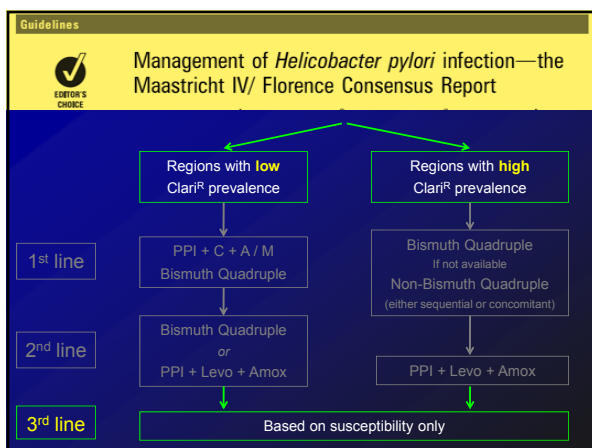 Guidelines
Management of Helicobacter pylori infection—the
Maastricht IV/ Florence Consensus Report
EDITOR'S
CHOICE
Regions with low
Clariᴿ prevalence
Regions with high
Clariᴿ prevalence
1st line
PPI + C + A / M
Bismuth Quadruple
Bismuth Quadruple
If not available
Non-Bismuth Quadruple
(either sequential or concomitant)
2nd line
Bismuth Quadruple
or
PPI + Levo + Amox
PPI + Levo + Amox
3rd line
Based on susceptibility only